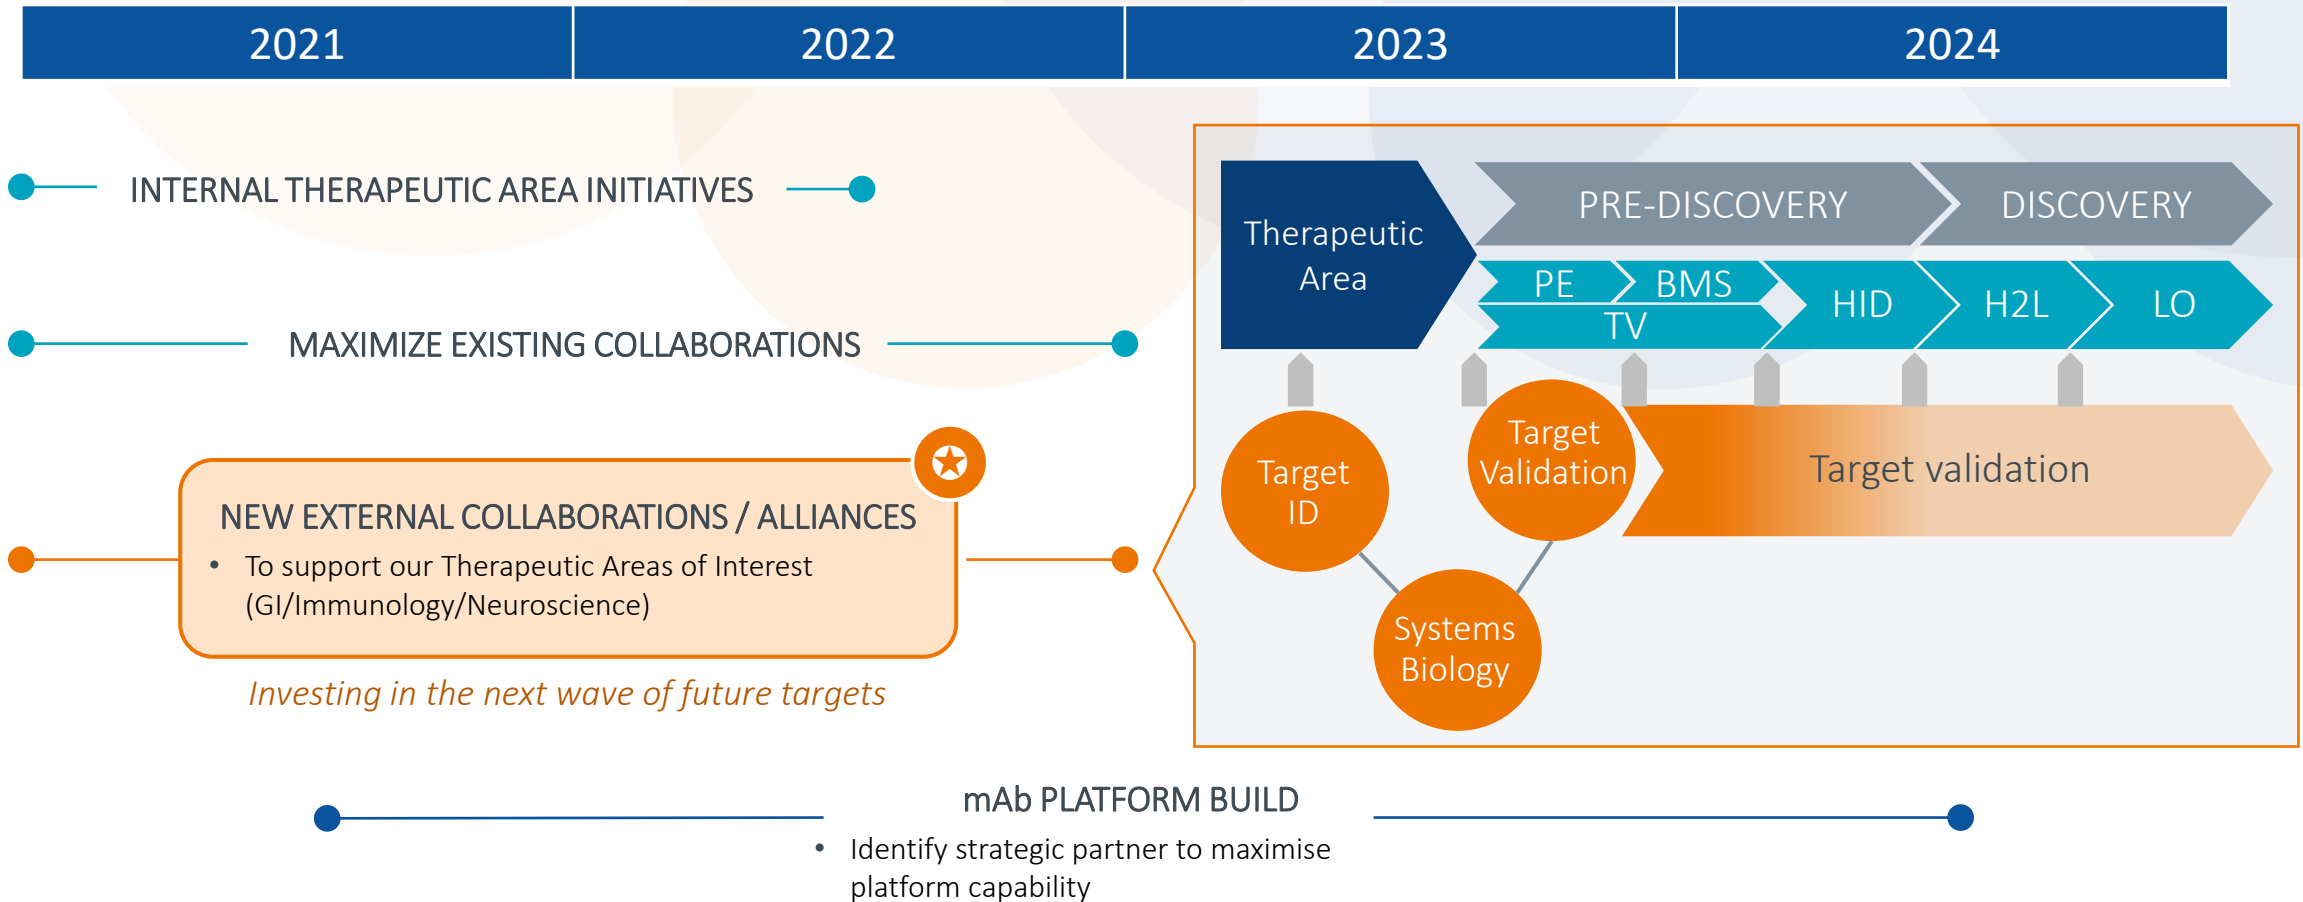 2021
2022
2023
2024
INTERNAL THERAPEUTIC AREA INITIATIVES
MAXIMIZE EXISTING COLLABORATIONS
NEW EXTERNAL COLLABORATIONS / ALLIANCES
• To support our Therapeutic Areas of Interest
(GI/Immunology/Neuroscience)
Investing in the next wave of future targets
Therapeutic
Area
PRE-DISCOVERY
DISCOVERY
PE
BMS
TV
HID
H2L
LO
Target
ID
Target
Validation
Systems
Biology
Target validation
mAb PLATFORM BUILD
• Identify strategic partner to maximise
platform capability